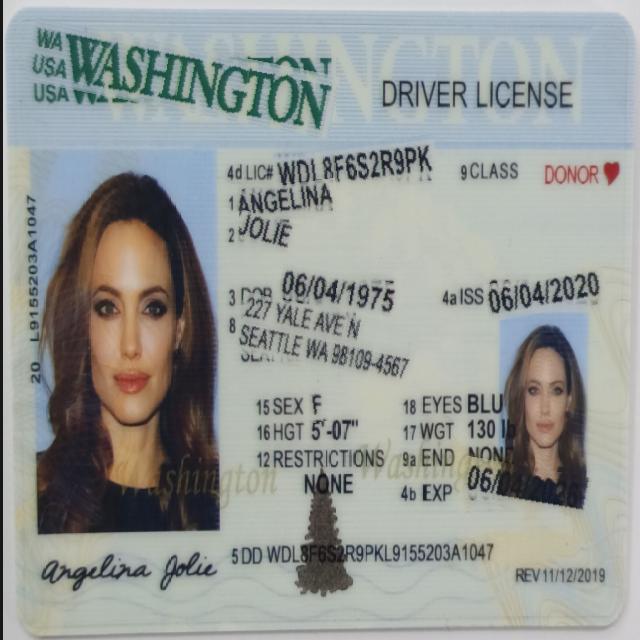 WA
USA WASHINGTON
USA
DRIVER LICENSE
4d LIC# WDL8F6S2R9PK
9 CLASS
DONOR
1 ANGELINA
2 JOLIE
3 DOB 06/04/1975
4a ISS 06/04/2020
8 227 YALE AVE N
SEATTLE WA 98109-4567
15 SEX F
18 EYES BLU
16 HGT 5'-07"
17 WGT 130 lb
12 RESTRICTIONS
NONE
9a END NONE
4b EXP 06/04/2026
20 L9155203A1047
Washington
Washington
Angelina Jolie
5 DD WDL8F6S2R9PKL9155203A1047
REV 11/12/2019